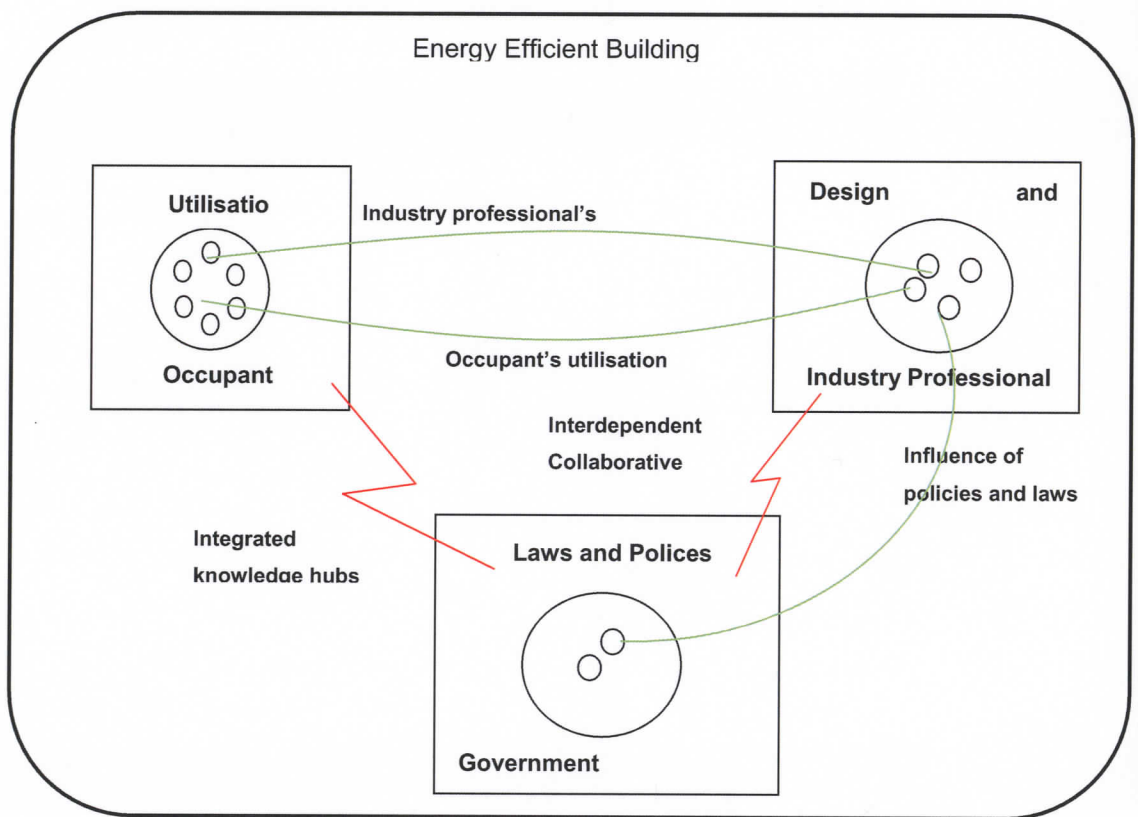 Energy Efficient Building
Utilisatio
Occupant
Industry professional's
Occupant's utilisation
Design and
Industry Professional
Interdependent
Collaborative
Influence of
policies and laws
Integrated
knowledge hubs
Laws and Polices
Government